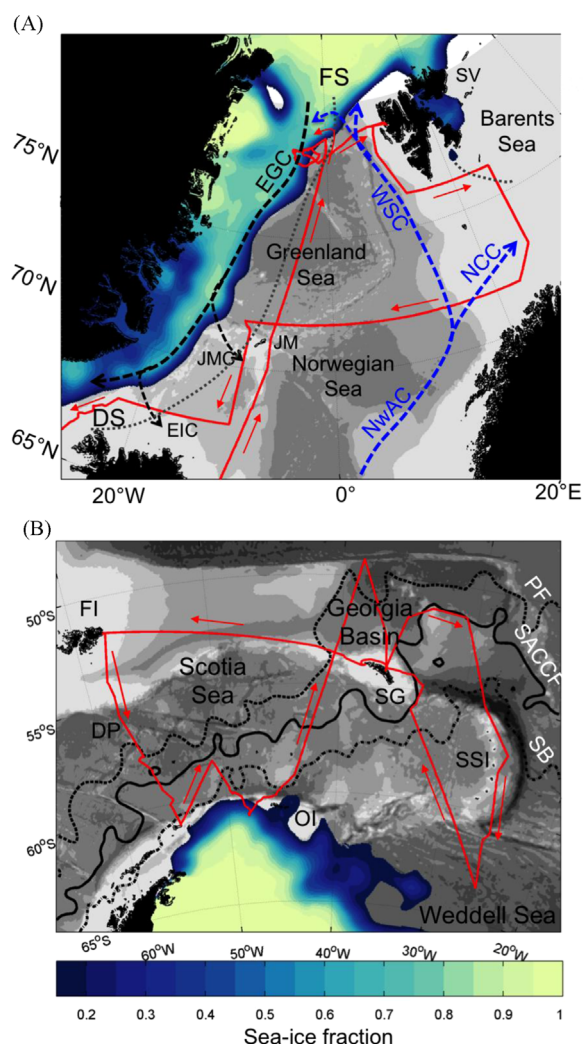 (A)
FS
SV
75°N
Barents
Sea
EGC
WSC
Greenland
Sea
NCC
70°N
JMC
JM
Norwegian
Sea
NwAC
DS
EIC
65°N
20°W
0°
20°E
(B)
50°S
FI
Georgia
Basin
PF
SACCF
Scotia
Sea
SG
55°S
DP
SSI
SB
OI
60°S
Weddell Sea
65°S
60°W
50°W
40°W
30°W
20°W
0.2 0.3 0.4 0.5 0.6 0.7 0.8 0.9 1
Sea-ice fraction